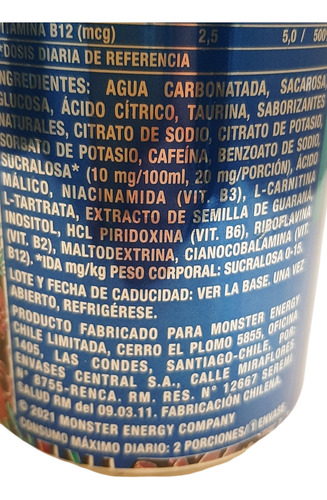 VITAMINA B12 (mcg) 2,5 5,0 / 500
*DOSIS DIARIA DE REFERENCIA
INGREDIENTES: AGUA CARBONATADA, SACAROSA,
GLUCOSA, ÁCIDO CÍTRICO, TAURINA, SABORIZANTES
NATURALES, CITRATO DE SODIO, CITRATO DE POTASIO,
SORBATO DE POTASIO, CAFEÍNA, BENZOATO DE SODIO,
SUCRALOSA* (10 mg/100ml, 20 mg/PORCIÓN), ÁCIDO
MÁLICO, NIACINAMIDA (VIT. B3), L-CARNITINA
L-TARTRATA, EXTRACTO DE SEMILLA DE GUARANÁ,
INOSITOL, HCL PIRIDOXINA (VIT. B6), RIBOFLAVINA
(VIT. B2), MALTODEXTRINA, CIANOCOBALAMINA (VIT.
B12). *IDA mg/kg PESO CORPORAL: SUCRALOSA 0-15.
LOTE Y FECHA DE CADUCIDAD: VER LA BASE. UNA VEZ
ABIERTO, REFRIGÉRESE.
PRODUCTO FABRICADO PARA MONSTER ENERGY
CHILE LIMITADA, CERRO EL PLOMO 5855, OFICINA
1405, LAS CONDES, SANTIAGO-CHILE. POR:
ENVASES CENTRAL S.A., CALLE MIRAFLORES
N° 8755-RENCA. RM. RES. N° 12667 SEREMI
SALUD RM del 09.03.11. FABRICACIÓN CHILENA.
© 2021 MONSTER ENERGY COMPANY
CONSUMO MÁXIMO DIARIO: 2 PORCIONES/1 ENVASE.